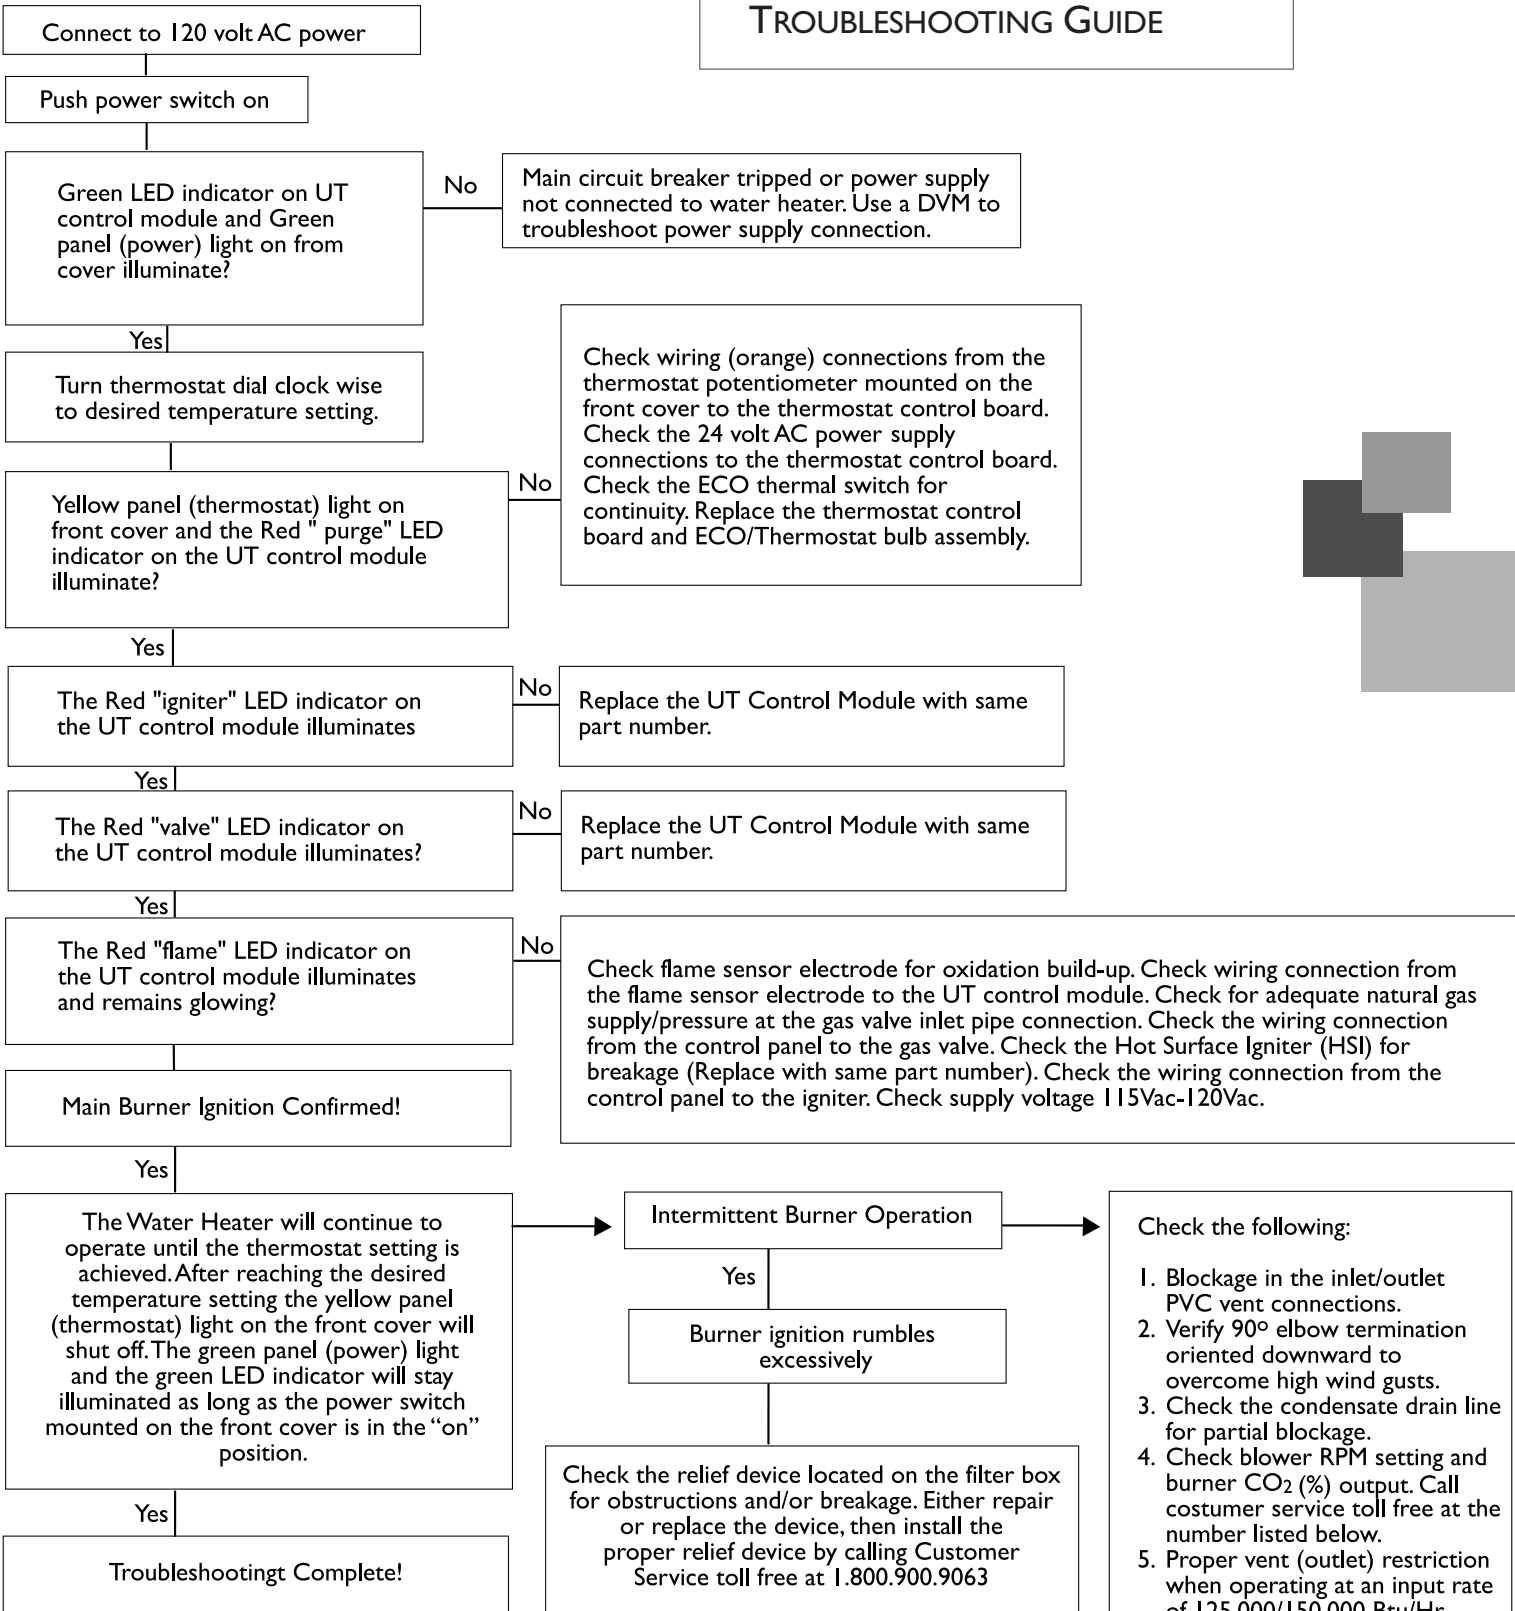 TROUBLESHOOTING GUIDE
Connect to 120 volt AC power
Push power switch on
Green LED indicator on UT
control module and Green
panel (power) light on from
cover illuminate?
No
Main circuit breaker tripped or power supply
not connected to water heater. Use a DVM to
troubleshoot power supply connection.
Yes
Turn thermostat dial clock wise
to desired temperature setting.
Yellow panel (thermostat) light on
front cover and the Red " purge" LED
indicator on the UT control module
illuminate?
No
Check wiring (orange) connections from the
thermostat potentiometer mounted on the
front cover to the thermostat control board.
Check the 24 volt AC power supply
connections to the thermostat control board.
Check the ECO thermal switch for
continuity. Replace the thermostat control
board and ECO/Thermostat bulb assembly.
Yes
The Red "igniter" LED indicator on
the UT control module illuminates
No
Replace the UT Control Module with same
part number.
Yes
The Red "valve" LED indicator on
the UT control module illuminates?
No
Replace the UT Control Module with same
part number.
Yes
The Red "flame" LED indicator on
the UT control module illuminates
and remains glowing?
No
Check flame sensor electrode for oxidation build-up. Check wiring connection from
the flame sensor electrode to the UT control module. Check for adequate natural gas
supply/pressure at the gas valve inlet pipe connection. Check the wiring connection
from the control panel to the gas valve. Check the Hot Surface Igniter (HSI) for
breakage (Replace with same part number). Check the wiring connection from the
control panel to the igniter. Check supply voltage 115Vac-120Vac.
Main Burner Ignition Confirmed!
Yes
The Water Heater will continue to
operate until the thermostat setting is
achieved. After reaching the desired
temperature setting the yellow panel
(thermostat) light on the front cover will
shut off. The green panel (power) light
and the green LED indicator will stay
illuminated as long as the power switch
mounted on the front cover is in the “on”
position.
Yes
Troubleshootingt Complete!
Intermittent Burner Operation
Yes
Burner ignition rumbles
excessively
Check the relief device located on the filter box
for obstructions and/or breakage. Either repair
or replace the device, then install the
proper relief device by calling Customer
Service toll free at 1.800.900.9063
Check the following:
1. Blockage in the inlet/outlet
PVC vent connections.
2. Verify 90º elbow termination
oriented downward to
overcome high wind gusts.
3. Check the condensate drain line
for partial blockage.
4. Check blower RPM setting and
burner CO2 (%) output. Call
costumer service toll free at the
number listed below.
5. Proper vent (outlet) restriction
when operating at an input rate
of 125,000/150,000 Btu/Hr